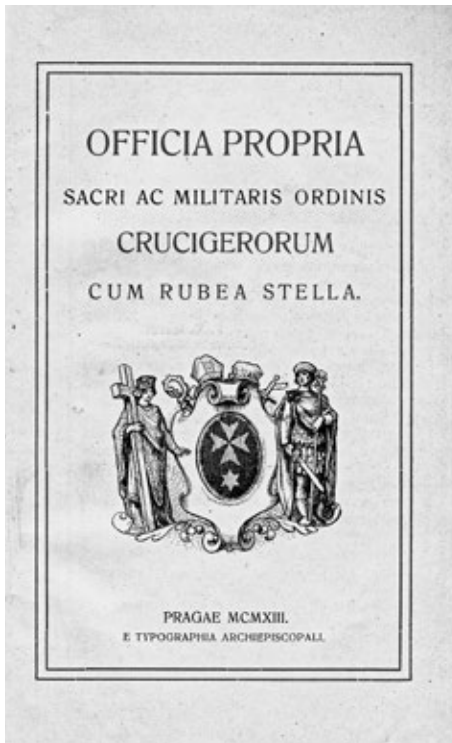 OFFICIA PROPRIA
SACRI AC MILITARIS ORDINIS
CRUCIGERORUM
CUM RUBEA STELLA.
PRAGAE MCMXIII.
E TYPOGRAPHIA ARCHIEPISCOPALI.